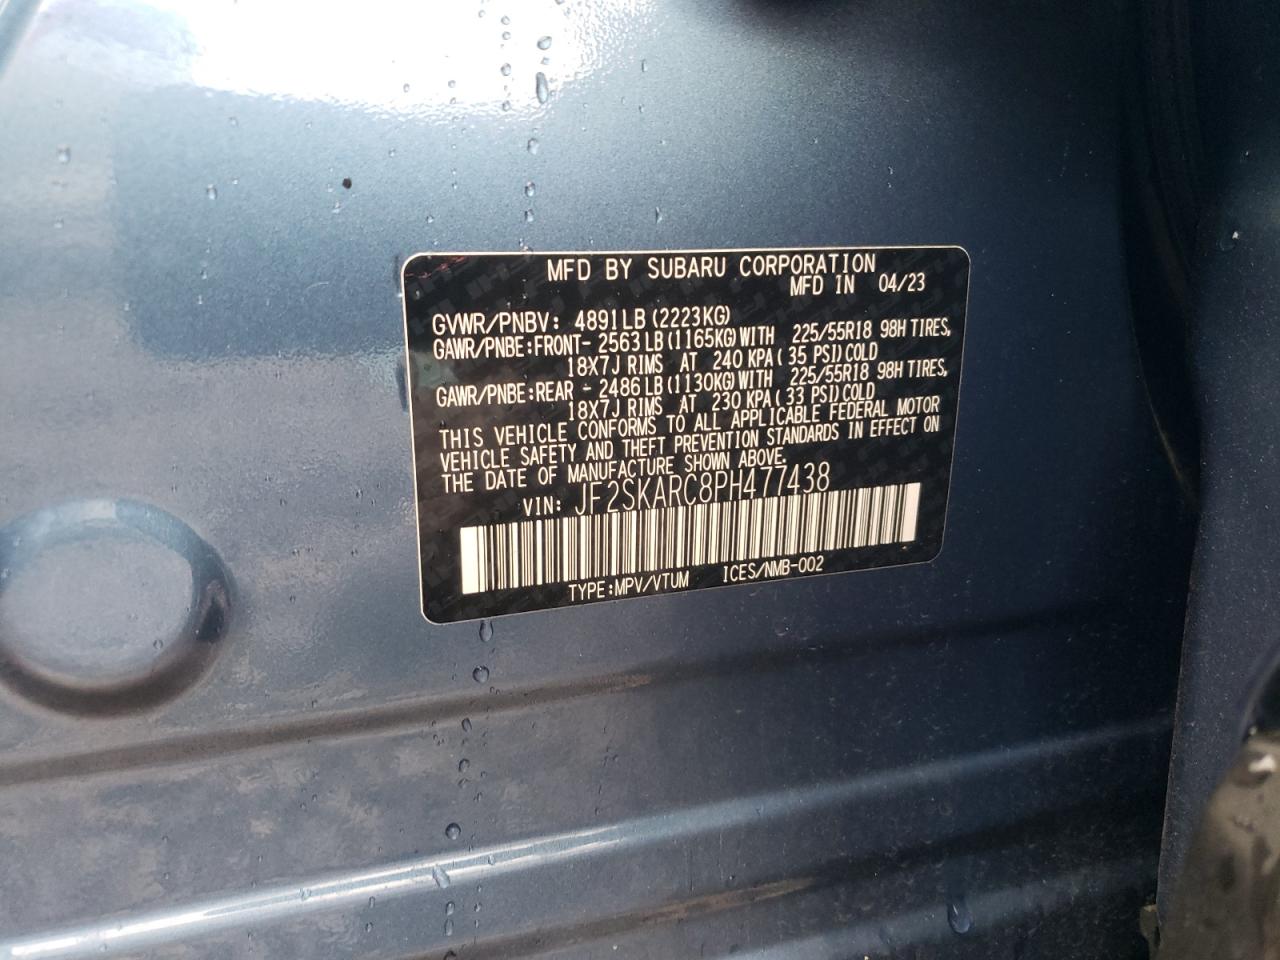 MFD BY SUBARU CORPORATION
MFD IN 04/23
GVWR/PNBV: 4891LB(2223KG)
GAWR/PNBE:FRONT- 2563LB(1165KG)WITH 225/55R18 98H TIRES,
18X7J RIMS AT 240 KPA(35 PSI)COLD
GAWR/PNBE:REAR - 2486LB(1130KG)WITH 225/55R18 98H TIRES,
18X7J RIMS AT 230 KPA(33 PSI)COLD
THIS VEHICLE CONFORMS TO ALL APPLICABLE FEDERAL MOTOR
VEHICLE SAFETY AND THEFT PREVENTION STANDARDS IN EFFECT ON
THE DATE OF MANUFACTURE SHOWN ABOVE.
VIN: JF2SKARC8PH477438
TYPE:MPV/VTUM ICES/NMB-002